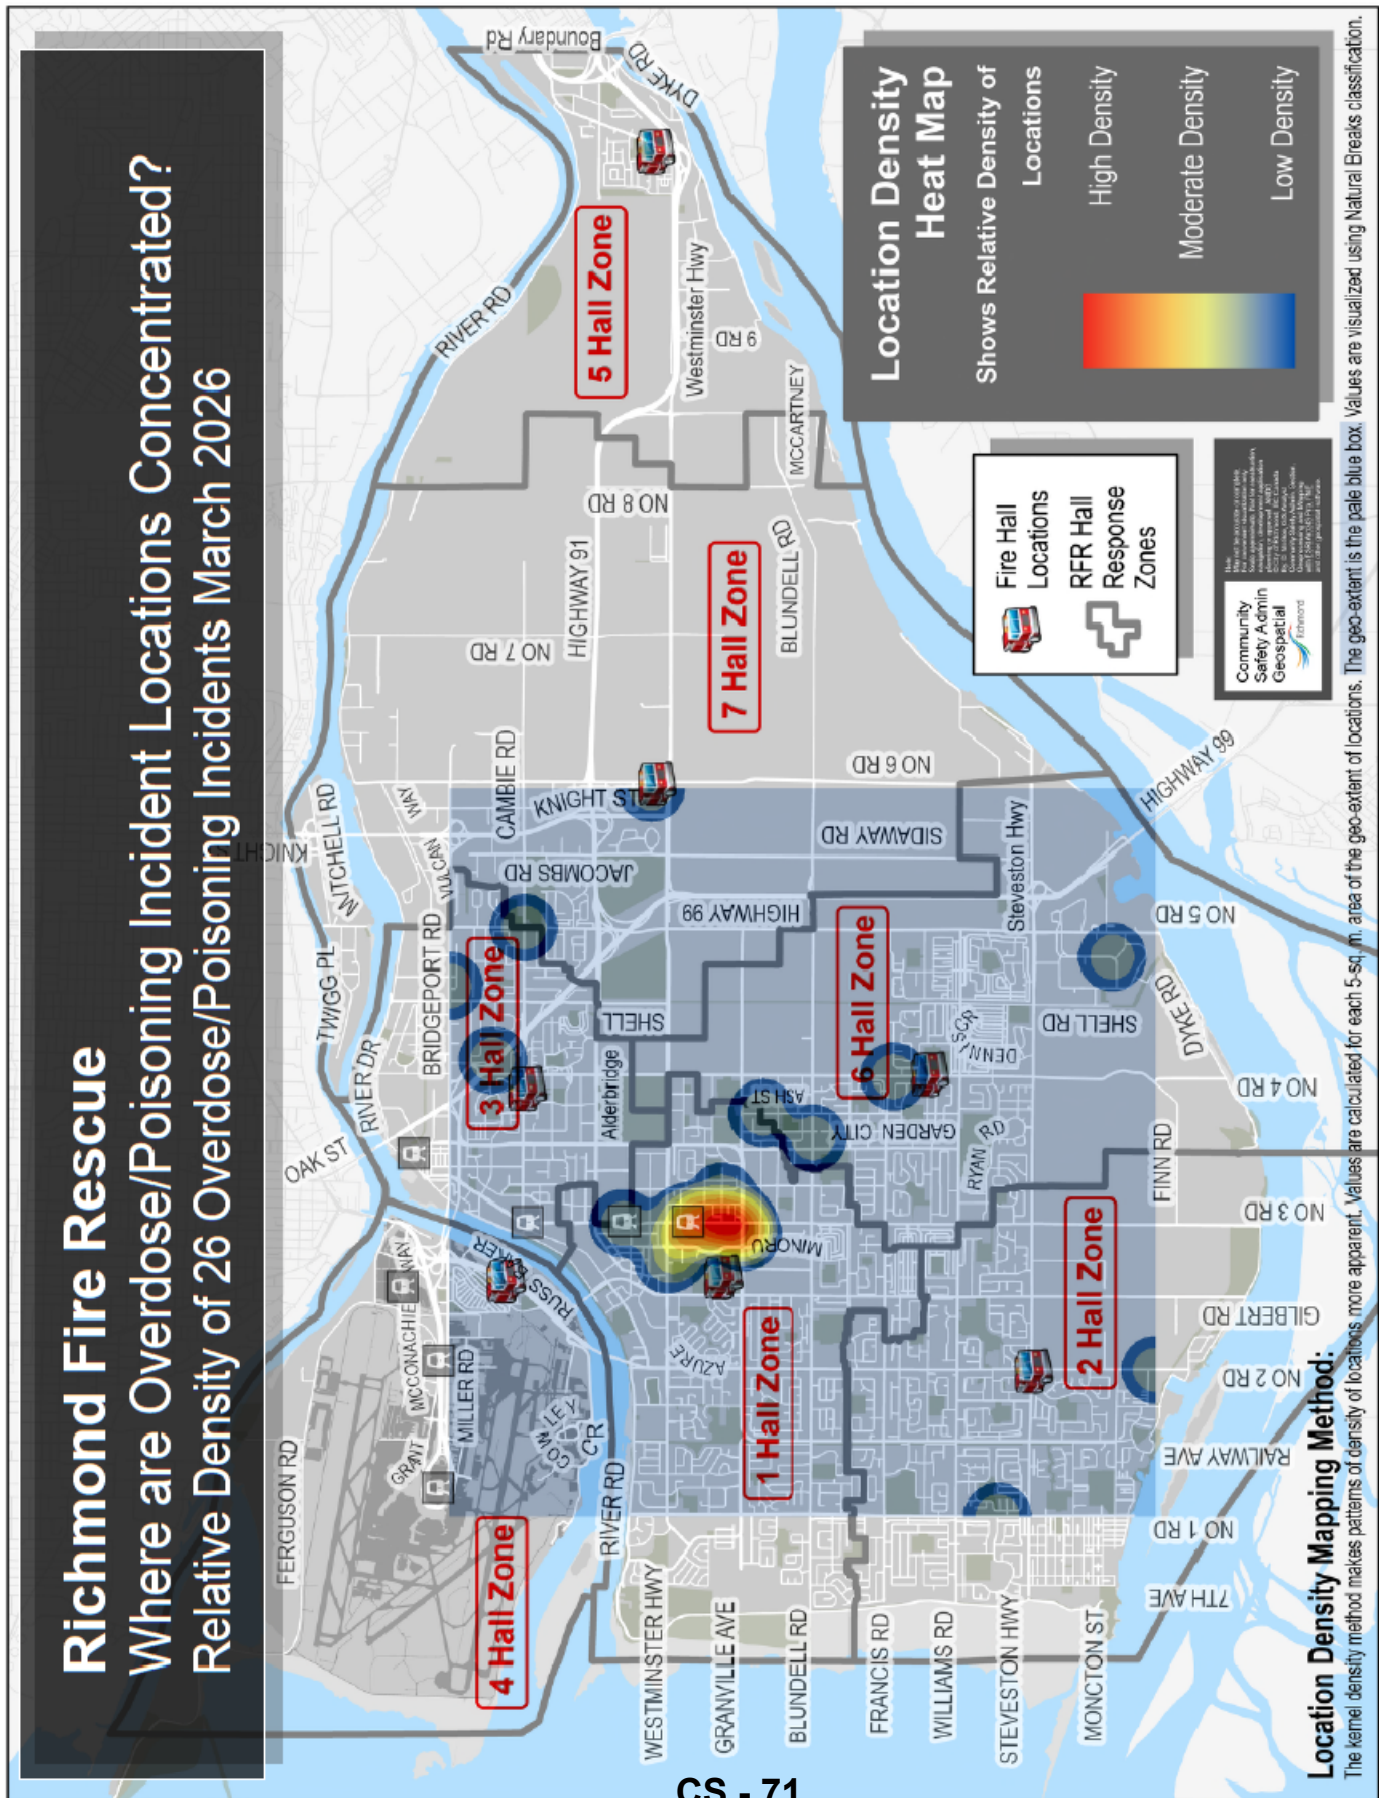 Richmond Fire Rescue
Where are Overdose/Poisoning Incident Locations Concentrated?
Relative Density of 26 Overdose/Poisoning Incidents March 2026
Boundary Rd
DYKE RD
RIVER RD
5 Hall Zone
Westminster Hwy
9 RD
MCCARTNEY
NO 8 RD
HIGHWAY 91
BLUNDELL RD
7 Hall Zone
NO 7 RD
CAMBIE RD
KNIGHT ST
NO 6 RD
KNIGHT
MITCHELL RD
WAY
VULCAN
JACOBMBS RD
SIDAWAY RD
Steveston Hwy
HIGHWAY 99
HIGHWAY 99
TWIGG PL
BRIDGEPORT RD
3 Hall Zone
SHELL
6 Hall Zone
NO 5 RD
SHELL RD
DYKE RD
RIVER DR
Alderbridge
ASH ST
GARDEN CITY
DENNIS
CR
RYAN RD
NO 4 RD
OAK ST
FINN RD
NO 3 RD
MINORU
RUSS BAKER
WAY
MCCONACHIE
MILLER RD
GRANT
COWLEY
CR
AZURE
1 Hall Zone
2 Hall Zone
GILBERT RD
NO 2 RD
RAILWAY AVE
NO 1 RD
7TH AVE
FERGUSON RD
4 Hall Zone
RIVER RD
WESTMINSTER HWY
GRANVILLE AVE
BLUNDELL RD
FRANCIS RD
WILLIAMS RD
STEVESTON HWY
MONCTON ST
Location Density
Heat Map
Shows Relative Density of
Locations
High Density
Moderate Density
Low Density
Fire Hall
Locations
RFR Hall
Response
Zones
Community
Safety Admin
Geospatial
Richmond
Location Density Mapping Method:
The kernel density method makes patterns of density of locations more apparent. Values are calculated for each 5-sq. m. area of the geo-extent of locations. The geo-extent is the pale blue box. Values are visualized using Natural Breaks classification.
CS - 71